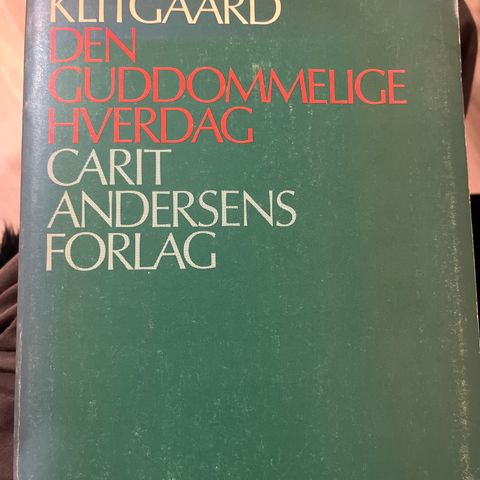 KLITGAARD
DEN
GUDDOMMELIGE
HVERDAG
CARIT
ANDERSENS
FORLAG